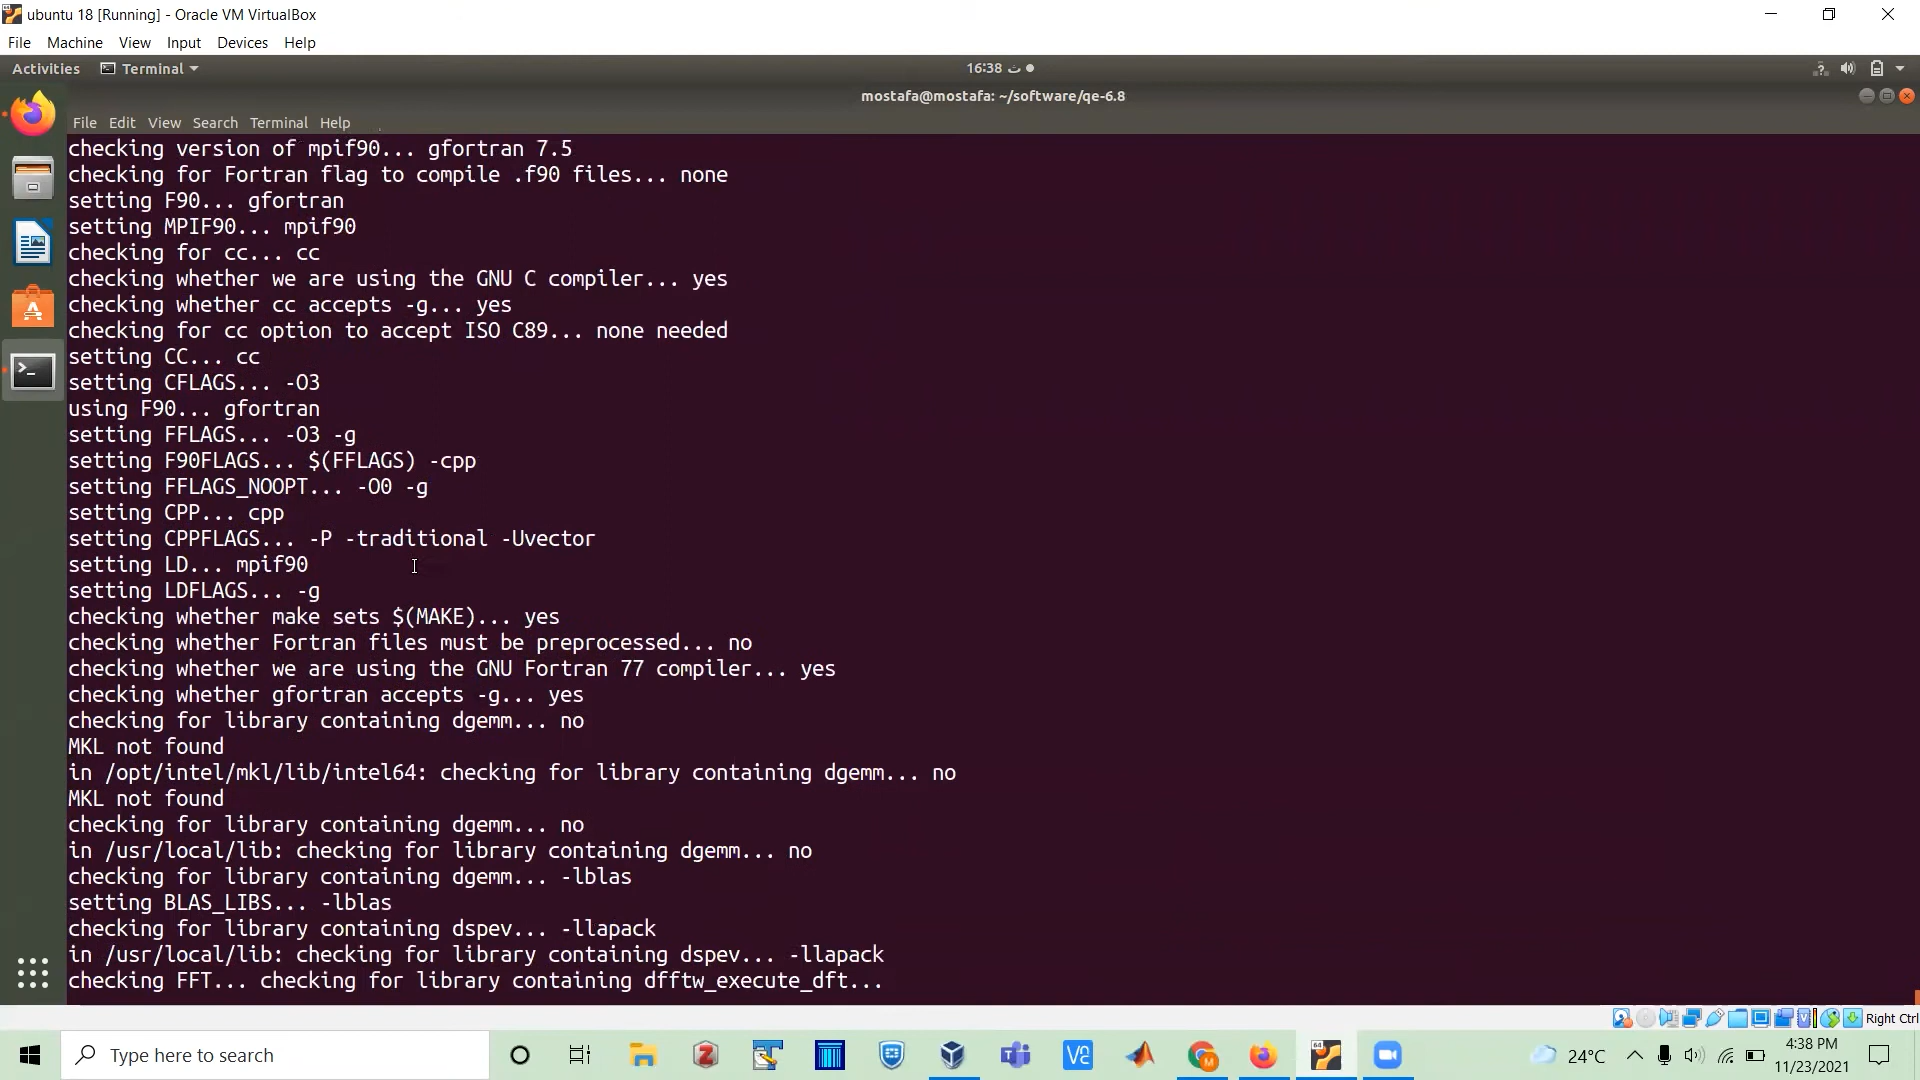 ubuntu 18 [Running] - Oracle VM VirtualBox
File Machine View Input Devices Help
Activities Terminal 16:38 ث
mostafa@mostafa: ~/software/qe-6.8
File Edit View Search Terminal Help
checking version of mpif90... gfortran 7.5
checking for Fortran flag to compile .f90 files... none
setting F90... gfortran
setting MPIF90... mpif90
checking for cc... cc
checking whether we are using the GNU C compiler... yes
checking whether cc accepts -g... yes
checking for cc option to accept ISO C89... none needed
setting CC... cc
setting CFLAGS... -O3
using F90... gfortran
setting FFLAGS... -O3 -g
setting F90FLAGS... $(FFLAGS) -cpp
setting FFLAGS_NOOPT... -O0 -g
setting CPP... cpp
setting CPPFLAGS... -P -traditional -Uvector
setting LD... mpif90
setting LDFLAGS... -g
checking whether make sets $(MAKE)... yes
checking whether Fortran files must be preprocessed... no
checking whether we are using the GNU Fortran 77 compiler... yes
checking whether gfortran accepts -g... yes
checking for library containing dgemm... no
MKL not found
in /opt/intel/mkl/lib/intel64: checking for library containing dgemm... no
MKL not found
checking for library containing dgemm... no
in /usr/local/lib: checking for library containing dgemm... no
checking for library containing dgemm... -lblas
setting BLAS_LIBS... -lblas
checking for library containing dspev... -llapack
in /usr/local/lib: checking for library containing dspev... -llapack
checking FFT... checking for library containing dfftw_execute_dft...
Right Ctrl
Type here to search
24°C
4:38 PM
11/23/2021